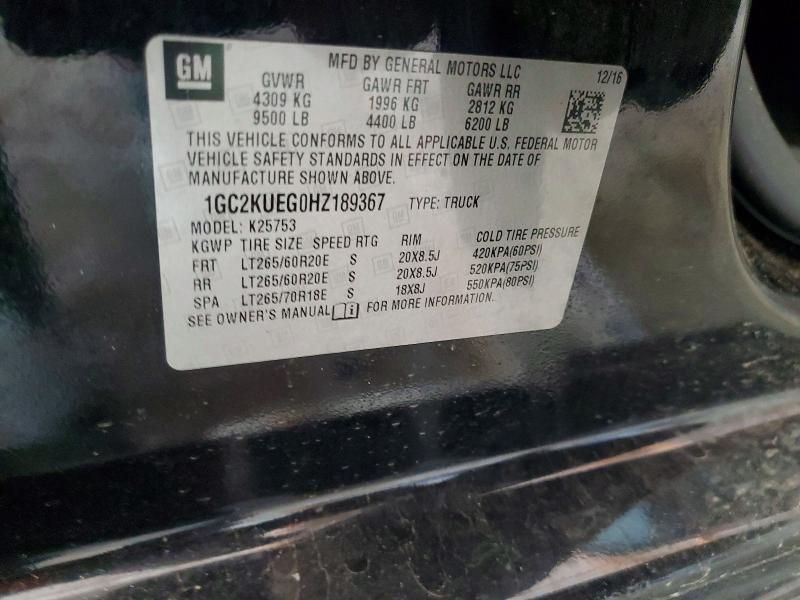 GM
MFD BY GENERAL MOTORS LLC 12/16
GVWR GAWR FRT GAWR RR
4309 KG 1996 KG 2812 KG
9500 LB 4400 LB 6200 LB
THIS VEHICLE CONFORMS TO ALL APPLICABLE U.S. FEDERAL MOTOR
VEHICLE SAFETY STANDARDS IN EFFECT ON THE DATE OF
MANUFACTURE SHOWN ABOVE.
1GC2KUEG0HZ189367 TYPE: TRUCK
MODEL: K25753
KGWP TIRE SIZE SPEED RTG RIM COLD TIRE PRESSURE
FRT LT265/60R20E S 20X8.5J 420KPA(60PSI)
RR LT265/60R20E S 20X8.5J 520KPA(75PSI)
SPA LT265/70R18E S 18X8J 550KPA(80PSI)
SEE OWNER'S MANUAL FOR MORE INFORMATION.